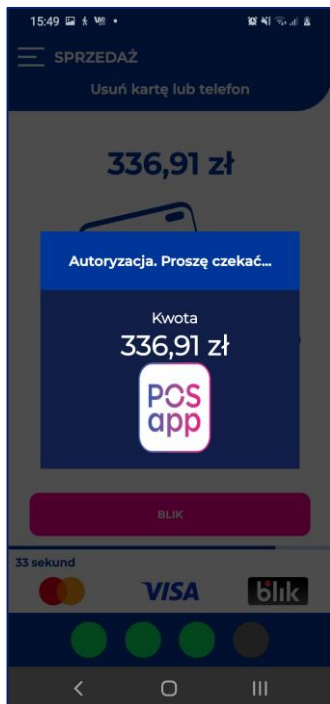 15:49
SPRZEDAŻ
Usuń kartę lub telefon
336,91 zł
Autoryzacja. Proszę czekać...
Kwota
336,91 zł
POS
app
BLIK
33 sekund
VISA
blik